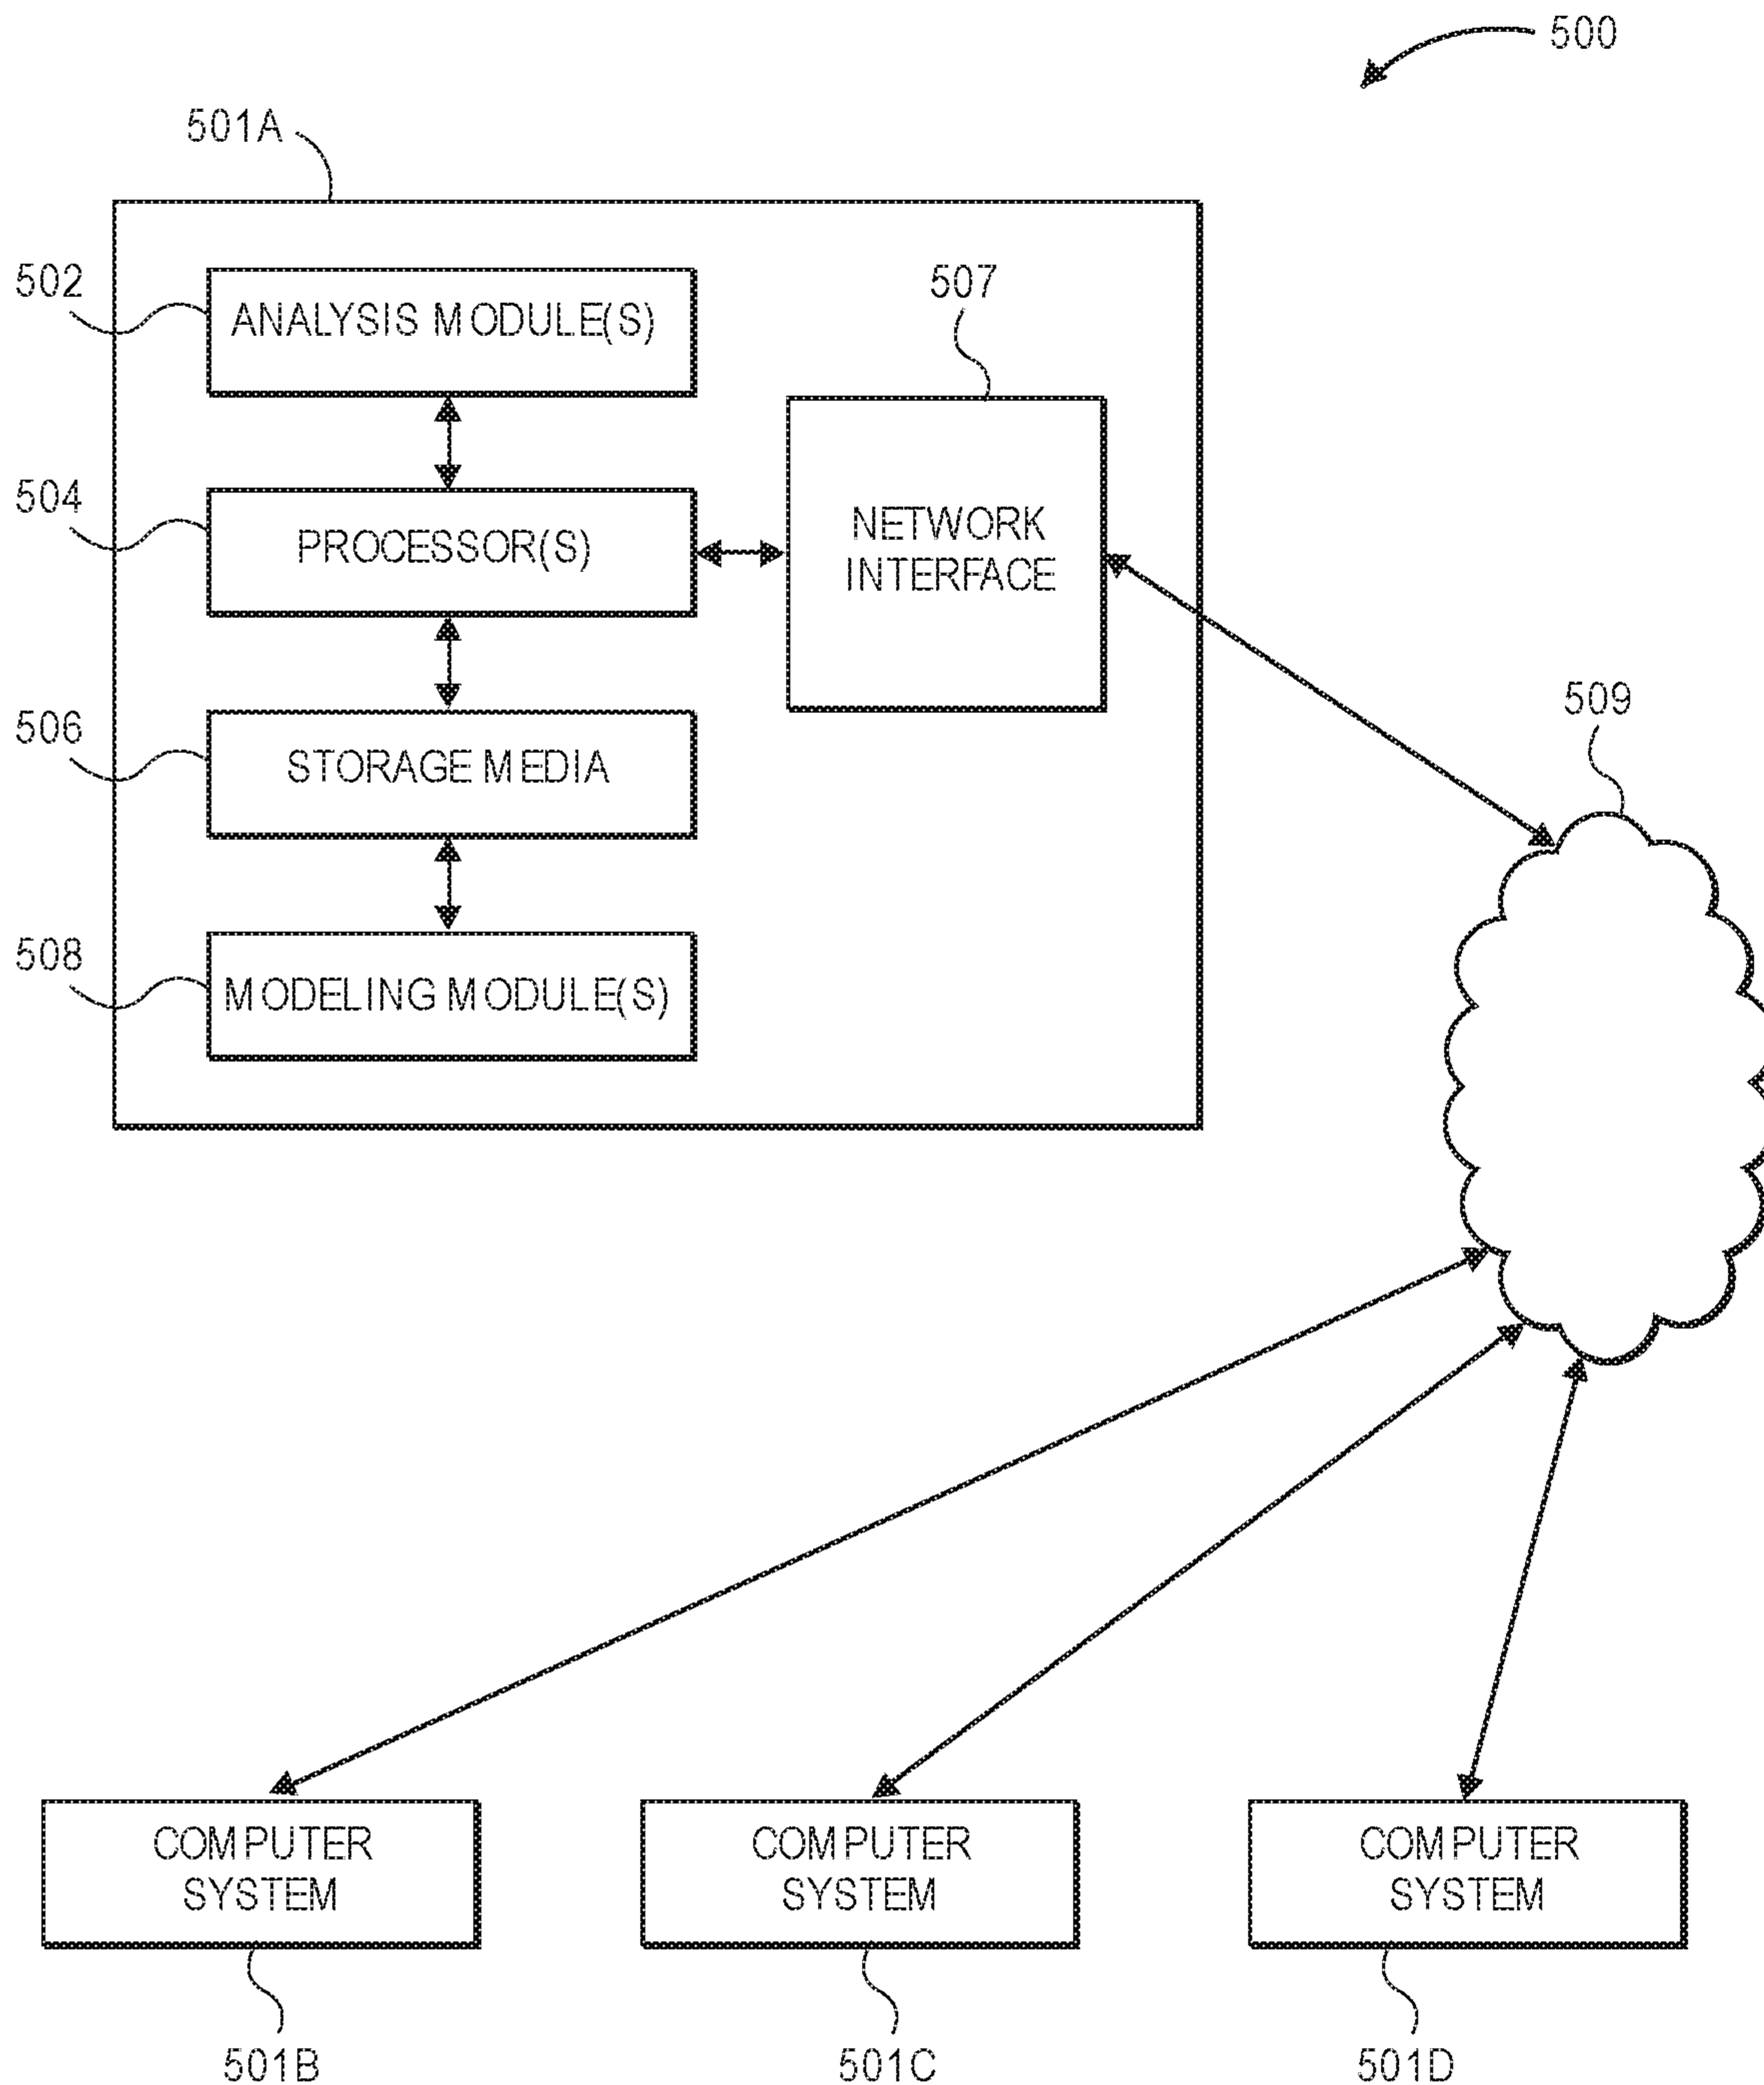 500
501A
502
ANALYSIS MODULE(S)
507
504
PROCESSOR(S)
NETWORK
INTERFACE
506
STORAGE MEDIA
509
508
MODELING MODULE(S)
COMPUTER
SYSTEM
COMPUTER
SYSTEM
COMPUTER
SYSTEM
501B
501C
501D